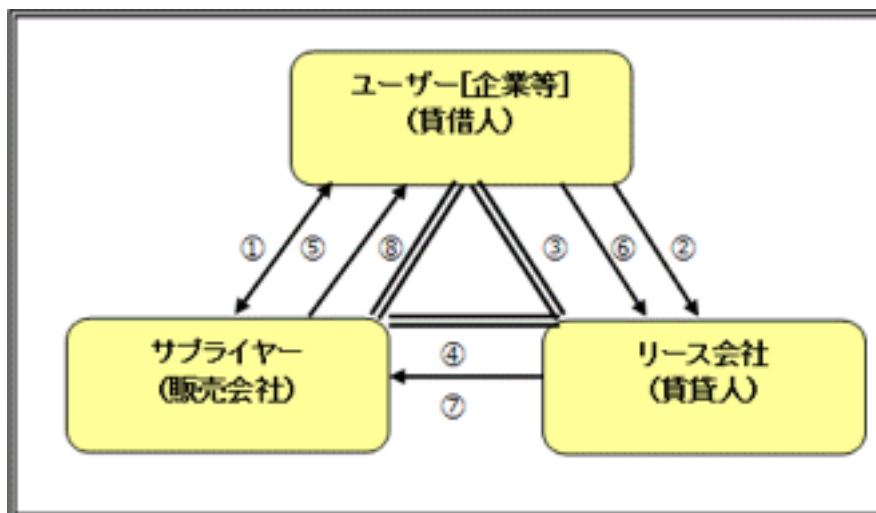 ユーザー[企業等]
(賃借人)
① ⑤ ⑧ ③ ⑥ ②
サプライヤー
(販売会社)
④
⑦
リース会社
(賃貸人)